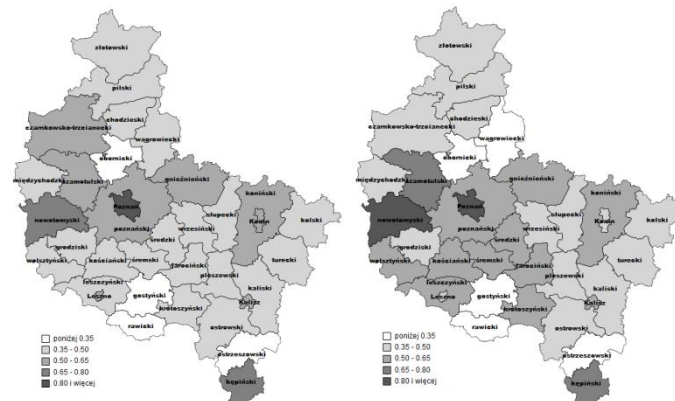 złotowski
pilski
chodzieski
czarnkowsko-trzcianecki
wągrowiecki
obornicki
międzychodzki
szamotulski
gnieźnieński
Poznań
koniński
nowotomyski
słupecki
Konin
kolski
poznański
wrzesiński
grodziski
średzki
wolsztyński
kościański
śremski
turecki
jarociński
leszczyński
pleszewski
Leszno
gostyński
kaliski
Kalisz
krotoszyński
rawicki
ostrowski
ostrzeszowski
kępiński
poniżej 0.35
0.35 - 0.50
0.50 - 0.65
0.65 - 0.80
0.80 i więcej
złotowski
pilski
chodzieski
czarnkowsko-trzcianecki
wągrowiecki
obornicki
międzychodzki
szamotulski
gnieźnieński
Poznań
koniński
nowotomyski
słupecki
Konin
kolski
poznański
wrzesiński
grodziski
średzki
wolsztyński
kościański
śremski
turecki
jarociński
leszczyński
pleszewski
Leszno
gostyński
kaliski
Kalisz
krotoszyński
rawicki
ostrowski
ostrzeszowski
kępiński
poniżej 0.35
0.35 - 0.50
0.50 - 0.65
0.65 - 0.80
0.80 i więcej